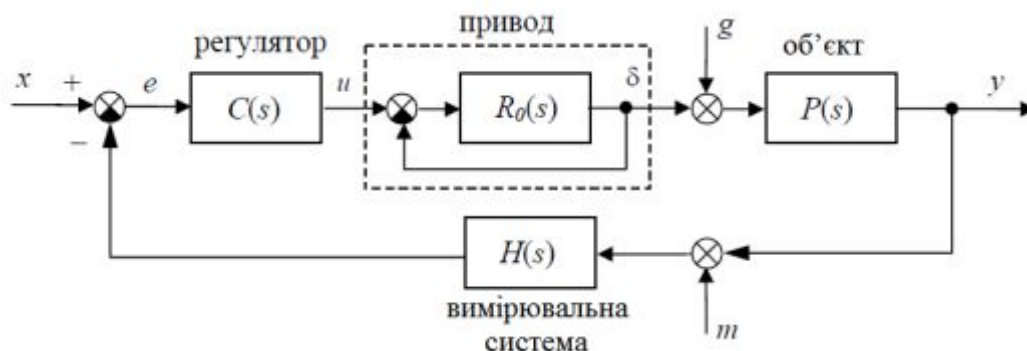 привод
регулятор
g
об’єкт
x
+
e
C(s)
u
R₀(s)
δ
P(s)
y
−
H(s)
m
вимірювальна
система